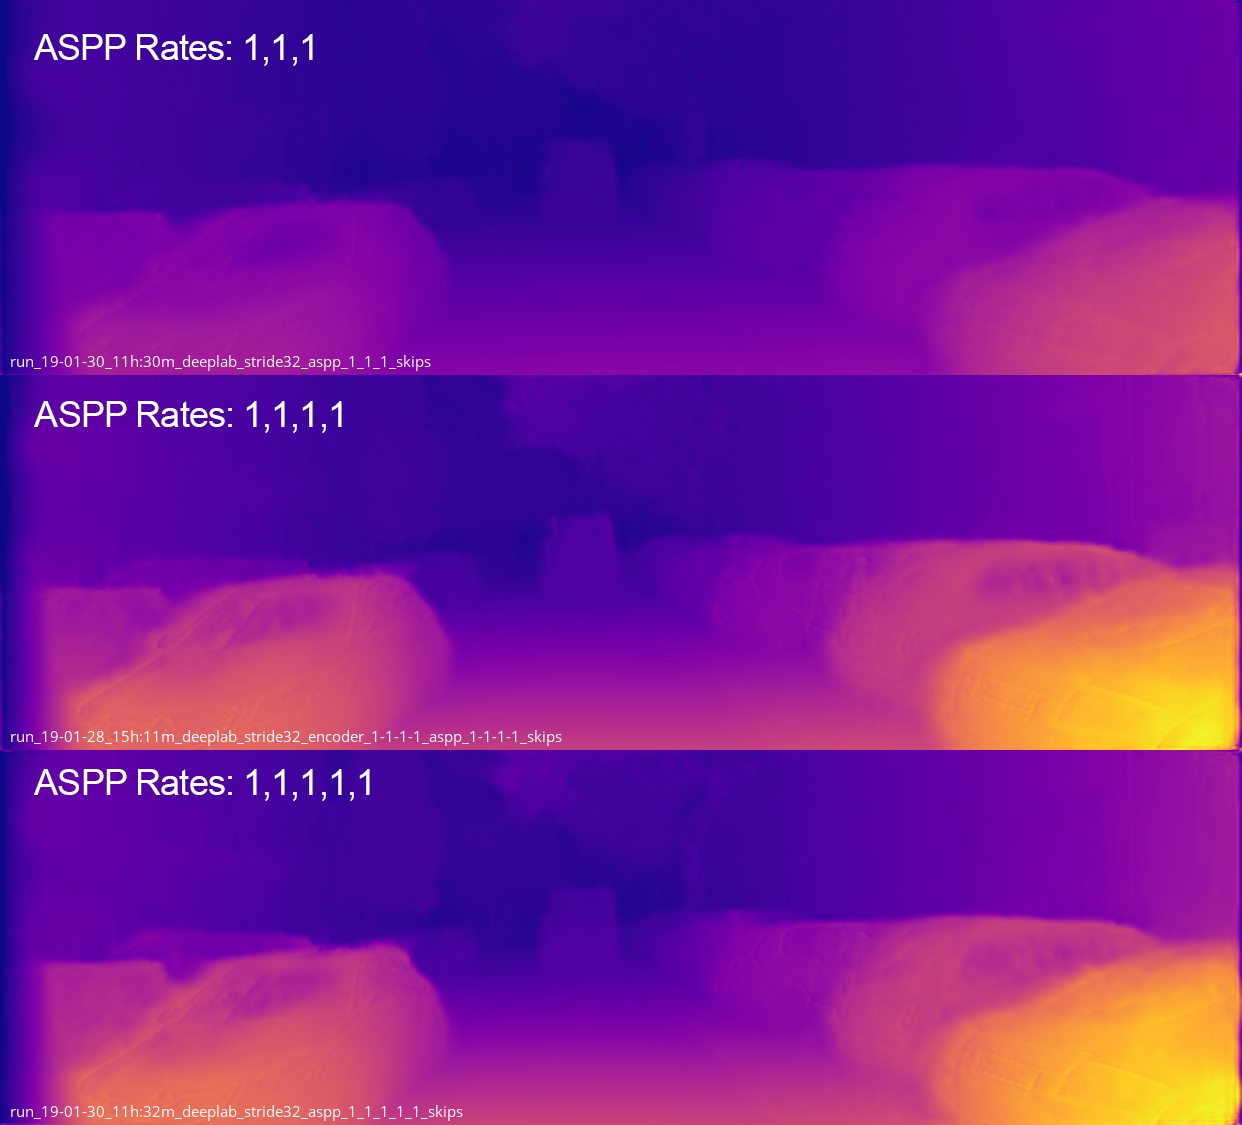 ASPP Rates: 1,1,1
run_19-01-30_11h:30m_deeplab_stride32_aspp_1_1_1_skips
ASPP Rates: 1,1,1,1
run_19-01-28_15h:11m_deeplab_stride32_encoder_1-1-1-1_aspp_1-1-1-1_skips
ASPP Rates: 1,1,1,1,1
run_19-01-30_11h:32m_deeplab_stride32_aspp_1_1_1_1_1_skips